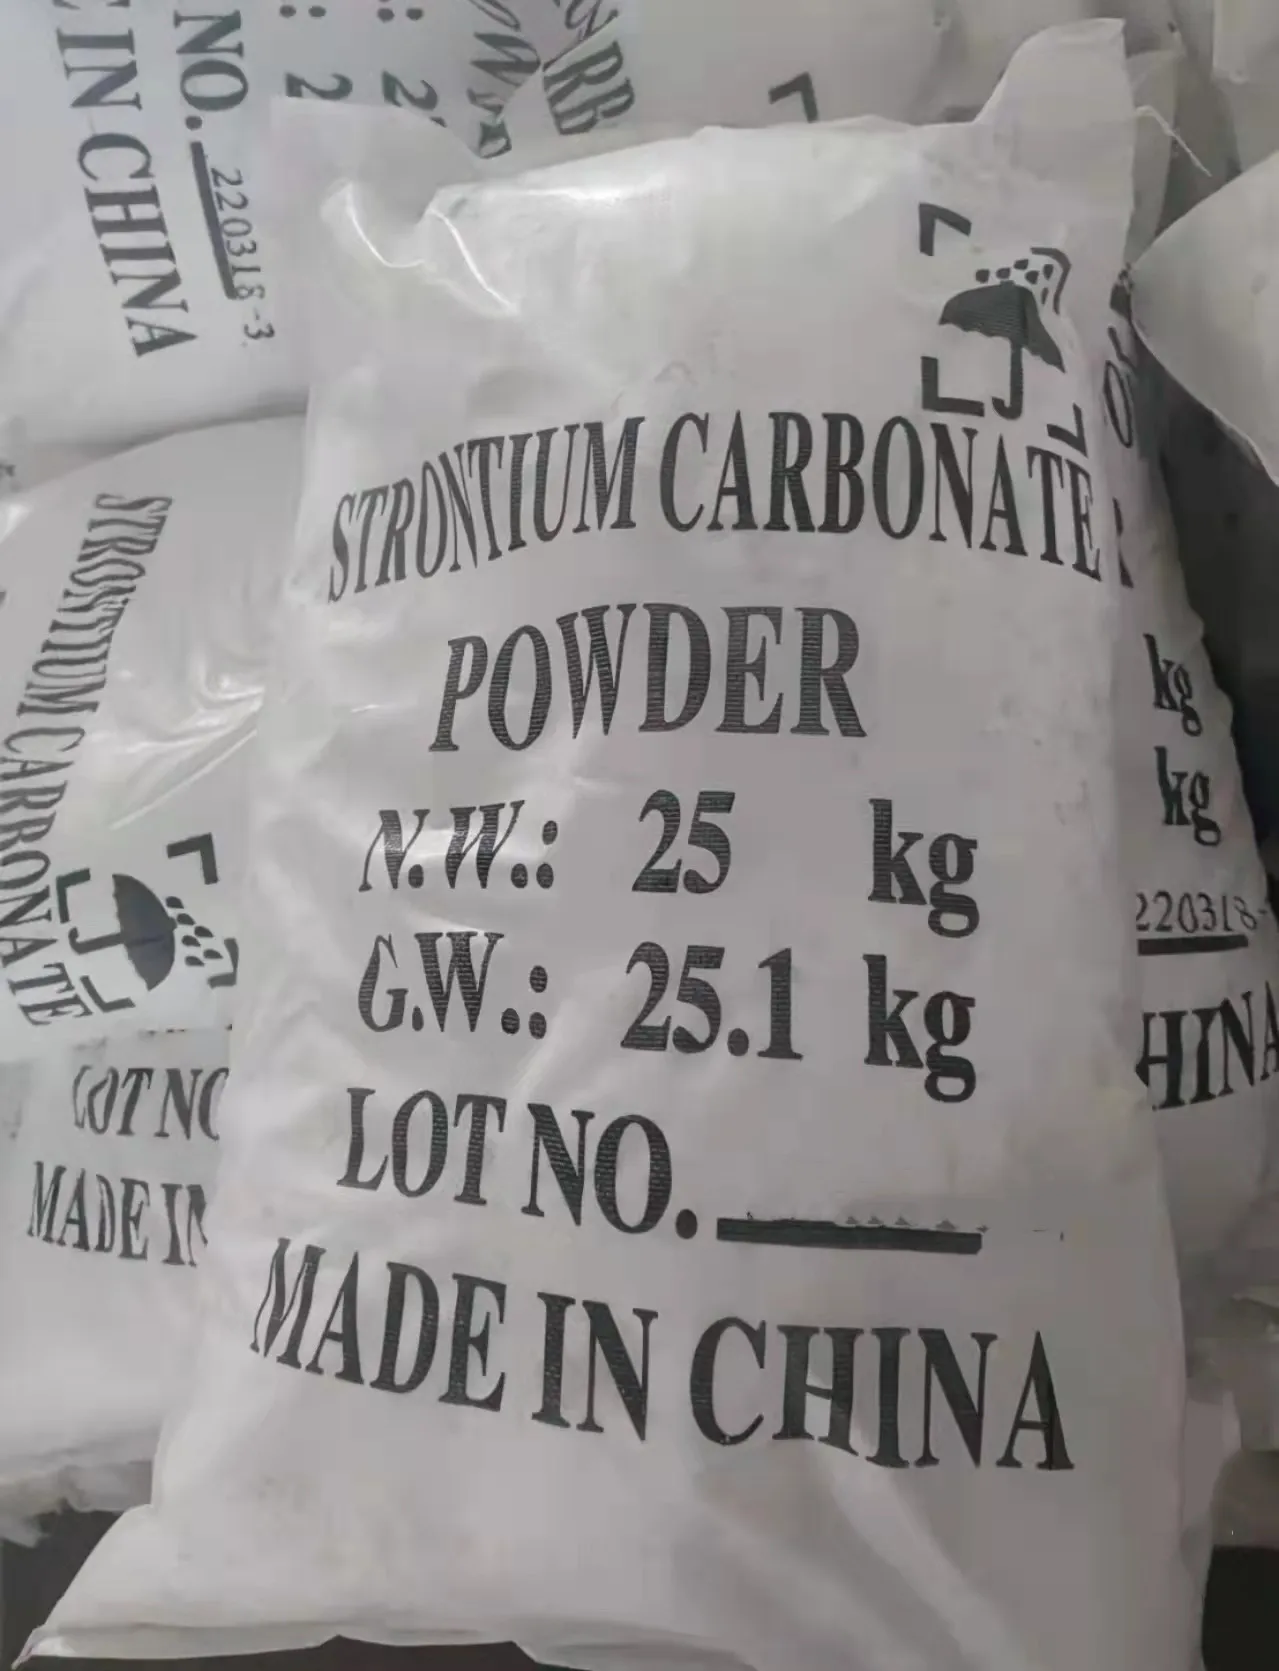 STRONTIUM CARBONATE
POWDER
N.W.: 25 kg
G.W.: 25.1 kg
LOT NO.
MADE IN CHINA
NO. 220318-3
IN CHINA
STRONTIUM CARBONATE
LOT NO
MADE IN
kg
kg
220318-
HINA